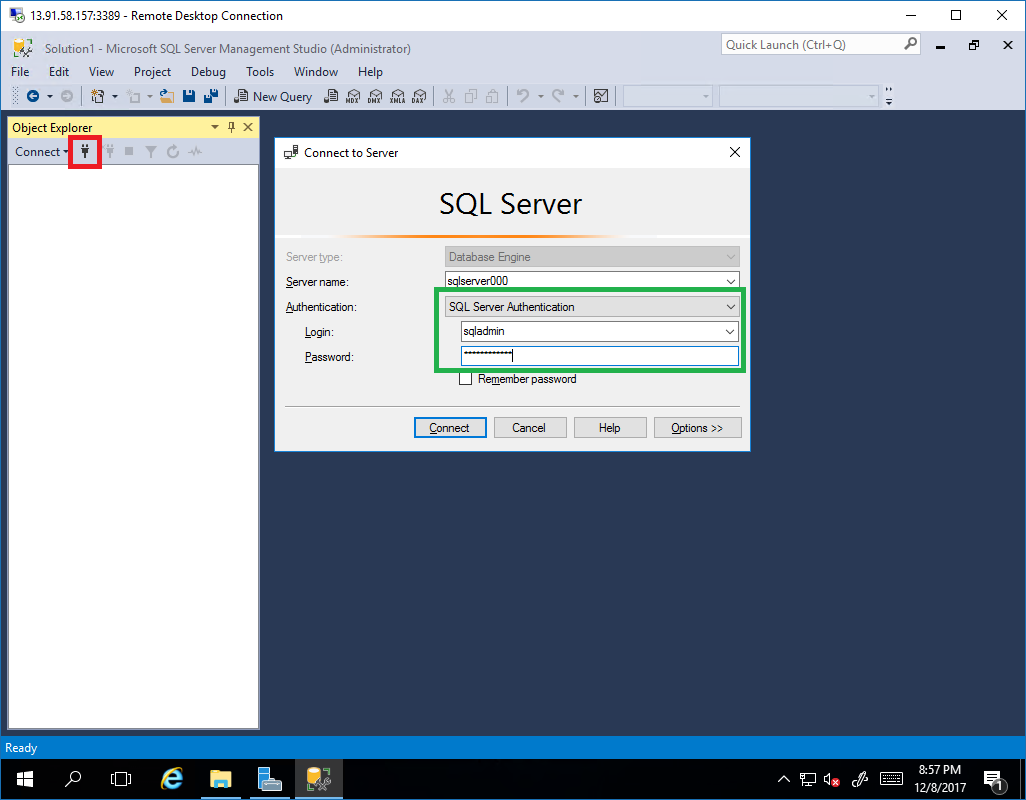 13.91.58.157:3389 - Remote Desktop Connection
Solution1 - Microsoft SQL Server Management Studio (Administrator)
Quick Launch (Ctrl+Q)
File Edit View Project Debug Tools Window Help
New Query MDX DMX XMLA DAX
Object Explorer
Connect
Connect to Server
SQL Server
Server type: Database Engine
Server name: sqlserver000
Authentication: SQL Server Authentication
Login: sqladmin
Password: ************
Remember password
Connect Cancel Help Options >>
Ready
8:57 PM
12/8/2017
1